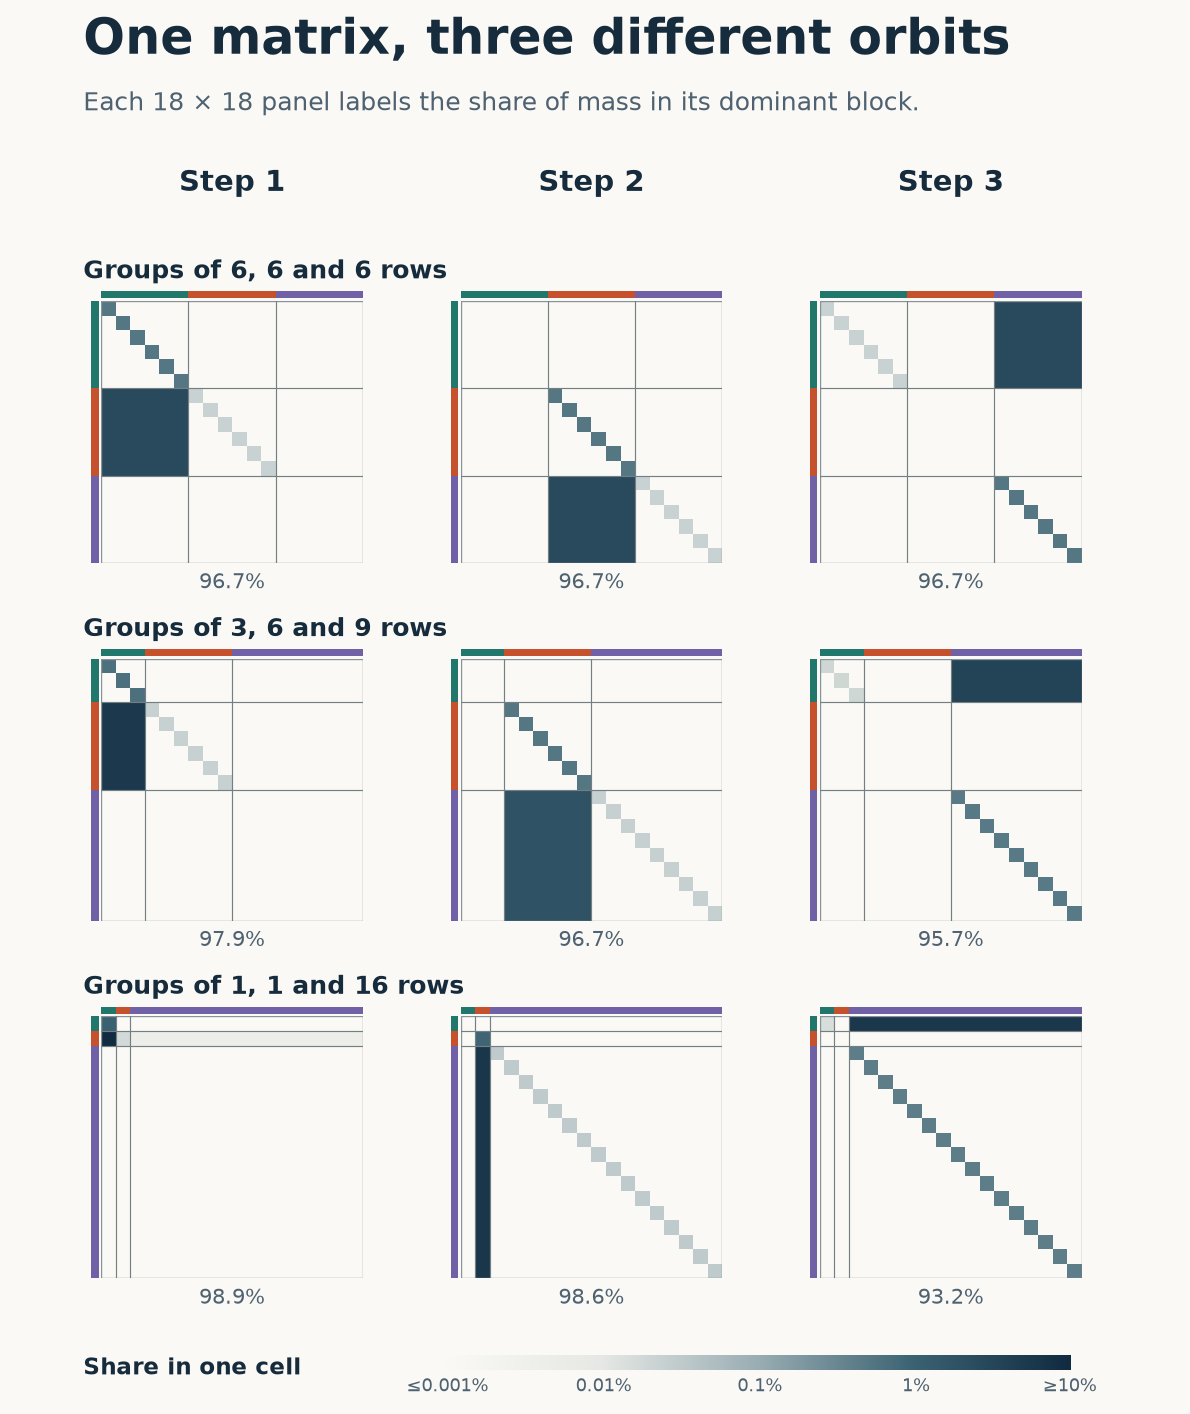 One matrix, three different orbits
Each 18 × 18 panel labels the share of mass in its dominant block.
Step 1
Step 2
Step 3
Groups of 6, 6 and 6 rows
96.7%
96.7%
96.7%
Groups of 3, 6 and 9 rows
97.9%
96.7%
95.7%
Groups of 1, 1 and 16 rows
98.9%
98.6%
93.2%
Share in one cell
≤0.001%
0.01%
0.1%
1%
≥10%